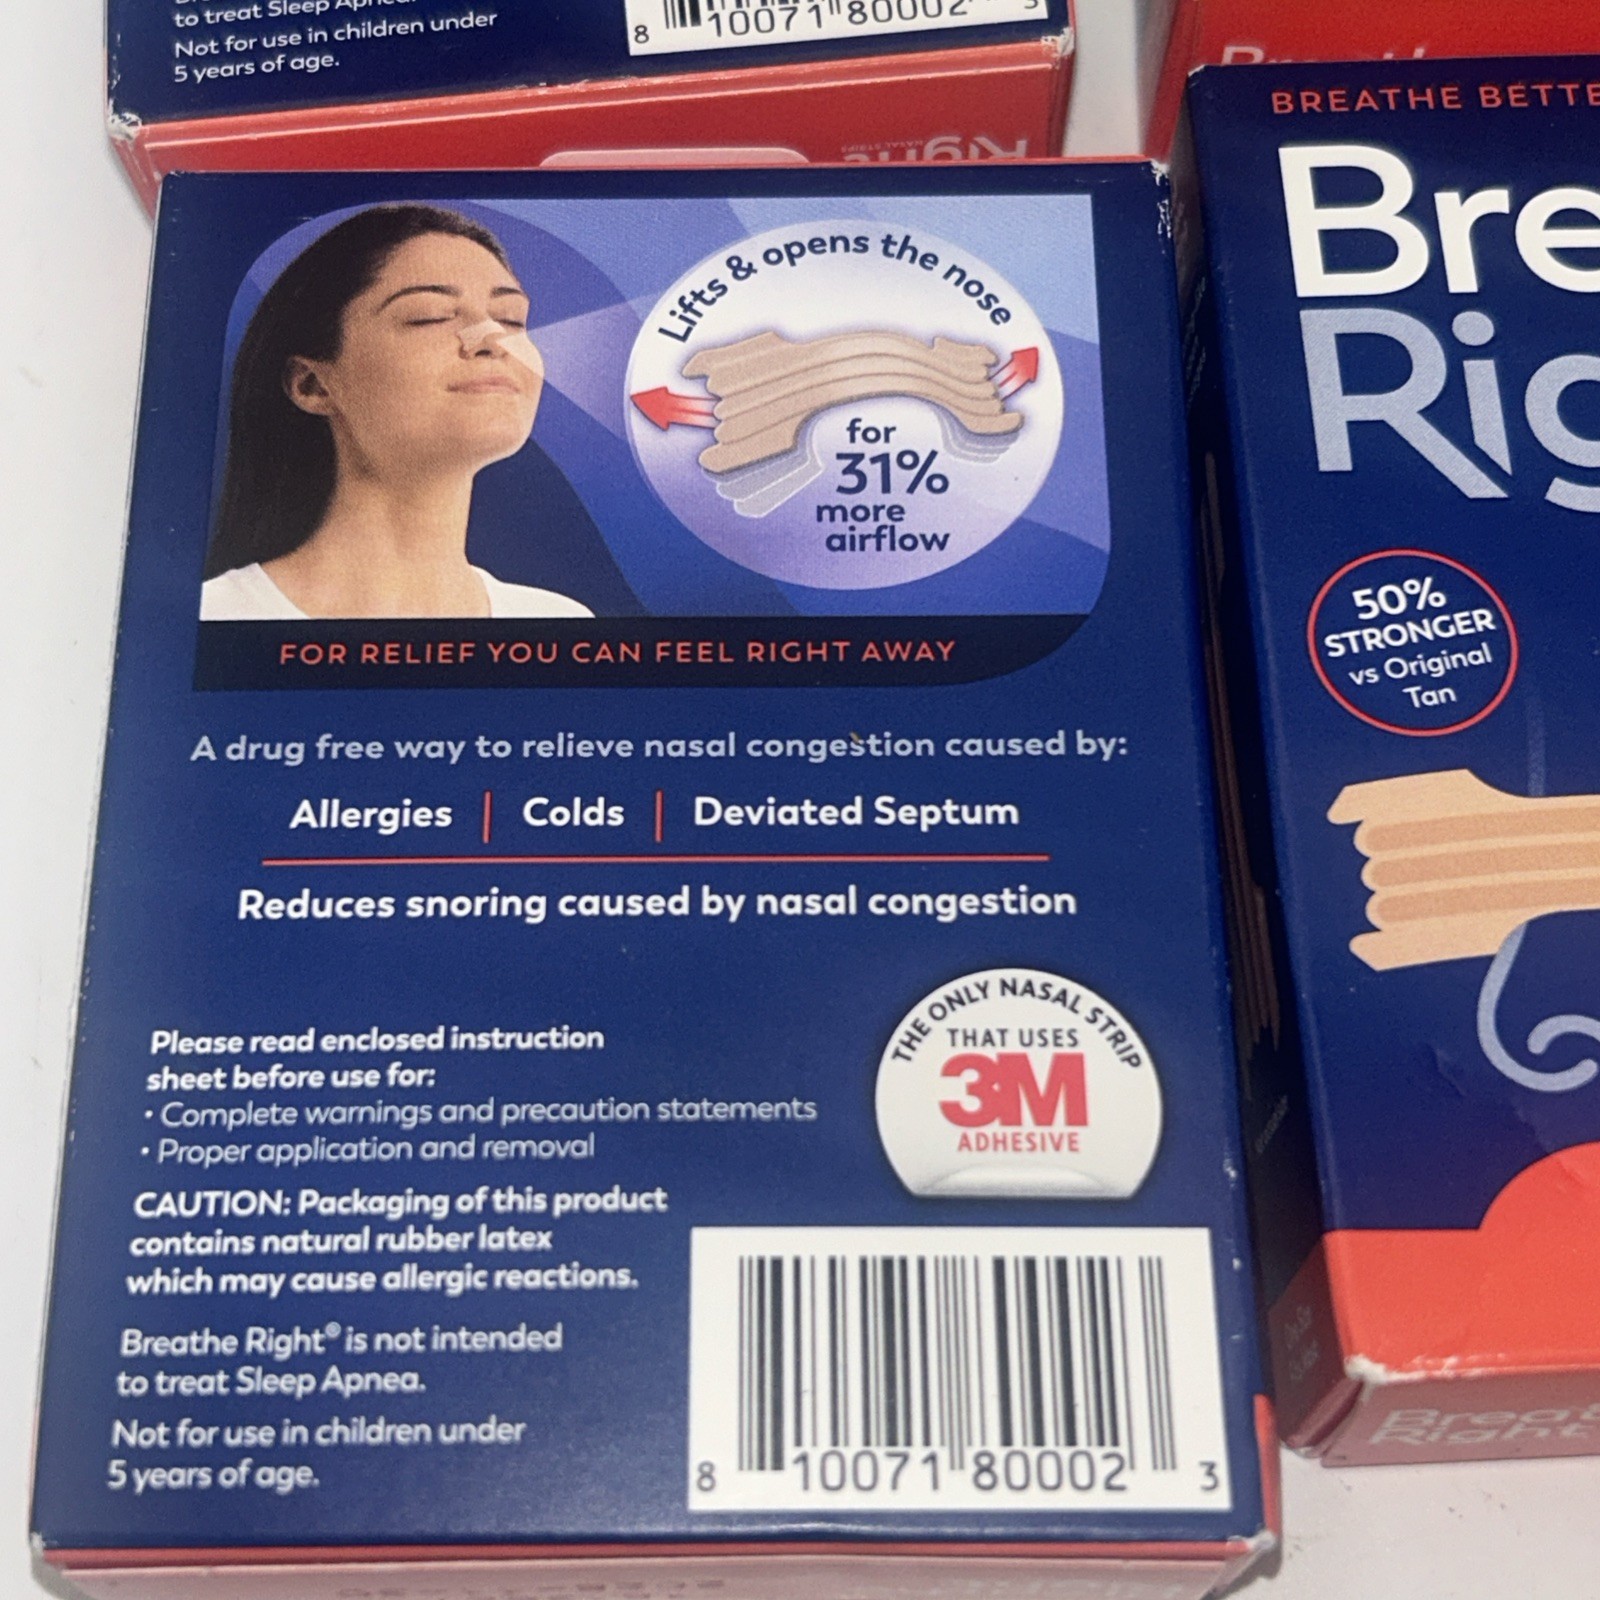 to treat Sleep
Not for use in children under
5 years of age.
8 10071 80002 3
Right
NASAL STRIPS
Lifts & opens the nose
for
31%
more
airflow
FOR RELIEF YOU CAN FEEL RIGHT AWAY
A drug free way to relieve nasal congestion caused by:
Allergies | Colds | Deviated Septum
Reduces snoring caused by nasal congestion
Please read enclosed instruction
sheet before use for:
• Complete warnings and precaution statements
• Proper application and removal
CAUTION: Packaging of this product
contains natural rubber latex
which may cause allergic reactions.
Breathe Right® is not intended
to treat Sleep Apnea.
Not for use in children under
5 years of age.
THE ONLY NASAL STRIP
THAT USES
3M
ADHESIVE
8 10071 80002 3
BREATHE BETTE
Bre
Rig
50%
STRONGER
vs Original
Tan
Breat
Right